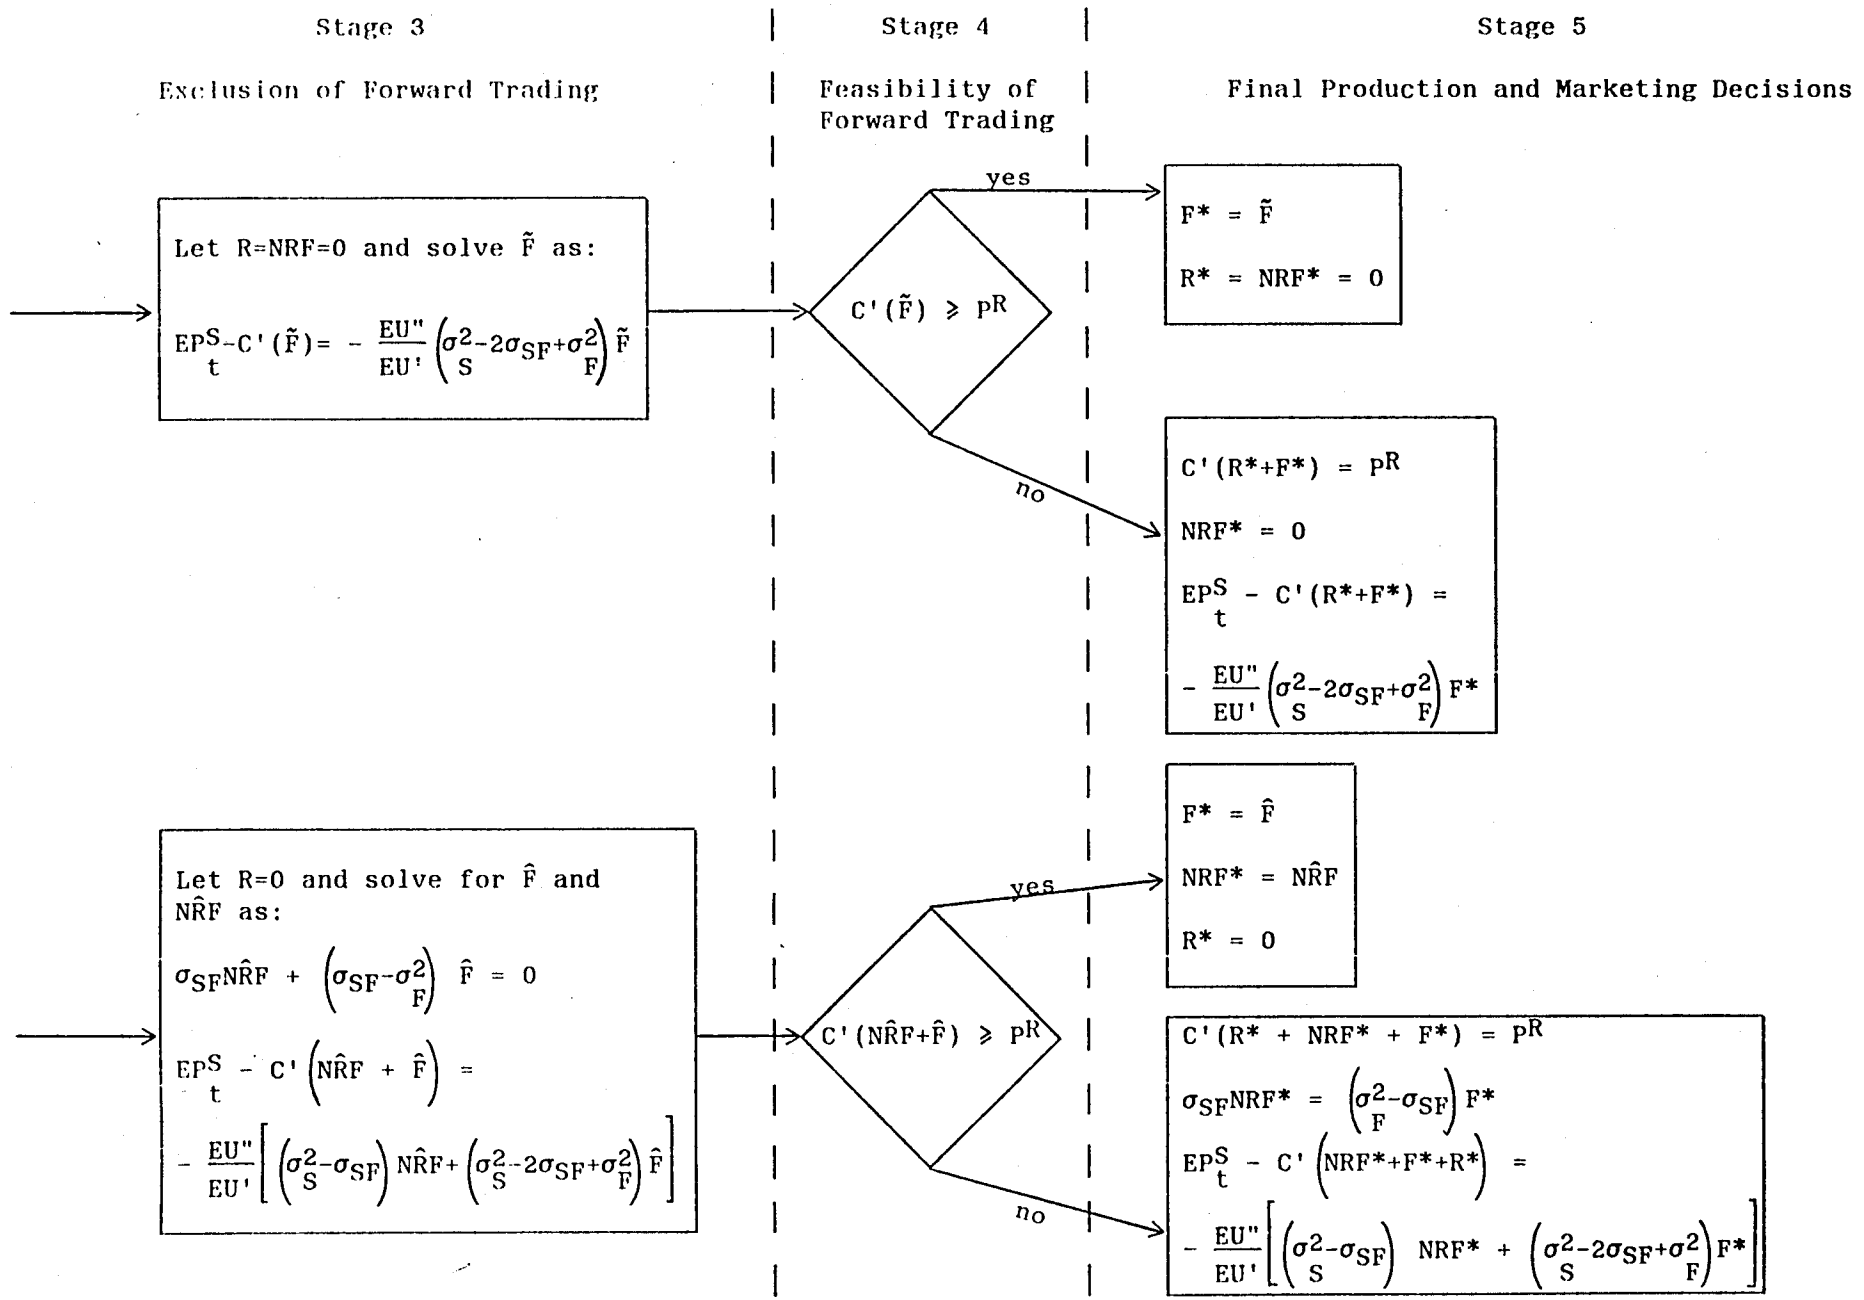 Stage 3
Exclusion of Forward Trading
Stage 4
Feasibility of
Forward Trading
Stage 5
Final Production and Marketing Decisions
Let R=NRF=0 and solve F̃ as:
EP^S_t-C'(F̃)= - EU"/EU' (σ^2_S-2σ_SF+σ^2_F) F̃
C'(F̃) ⩾ P^R
yes
no
F* = F̃
R* = NRF* = 0
C'(R*+F*) = P^R
NRF* = 0
EP^S_t - C'(R*+F*) =
- EU"/EU' (σ^2_S-2σ_SF+σ^2_F) F*
Let R=0 and solve for F̂ and
NR̂F as:
σ_SF NR̂F + (σ_SF-σ^2_F) F̂ = 0
EP^S_t - C' (NR̂F + F̂) =
- EU"/EU' [(σ^2_S-σ_SF) NR̂F+ (σ^2_S-2σ_SF+σ^2_F) F̂]
C'(NR̂F+F̂) ⩾ P^R
yes
no
F* = F̂
NRF* = NR̂F
R* = 0
C'(R* + NRF* + F*) = P^R
σ_SF NRF* = (σ^2_F-σ_SF) F*
EP^S_t - C' (NRF*+F*+R*) =
- EU"/EU' [(σ^2_S-σ_SF) NRF* + (σ^2_S-2σ_SF+σ^2_F) F*]